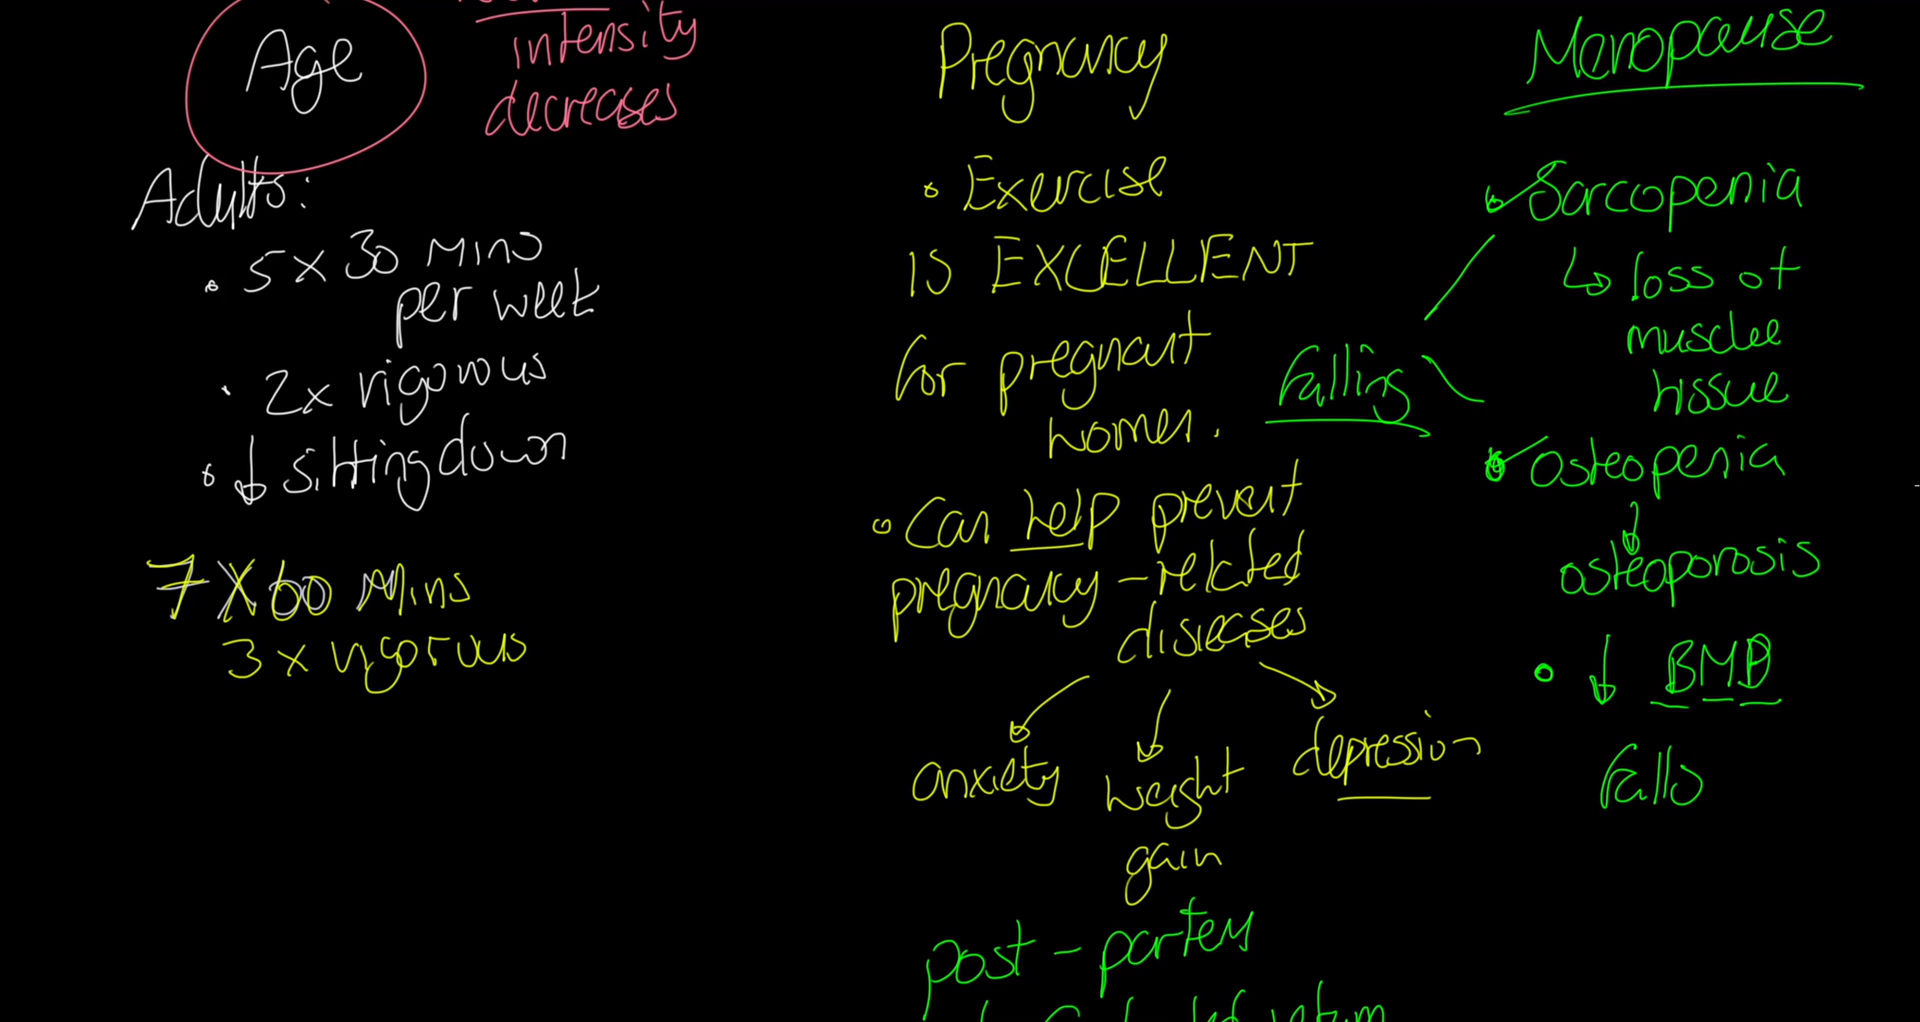 Age
intensity
decreases
Adults:
• 5 x 30 mins
per week
• 2x rigorous
• ↓ sitting down
7 x 60 Mins
3 x vigorous
Pregnancy
• Exercise
is EXCELLENT
for pregnant
women.
• Can help prevent
pregnancy-related
diseases
anxiety
weight
gain
depression
post-partem
Menopause
• Sarcopenia
↳ loss of
muscle
tissue
Falling
• Osteopenia
↓
osteoporosis
• ↓ BMD
Falls